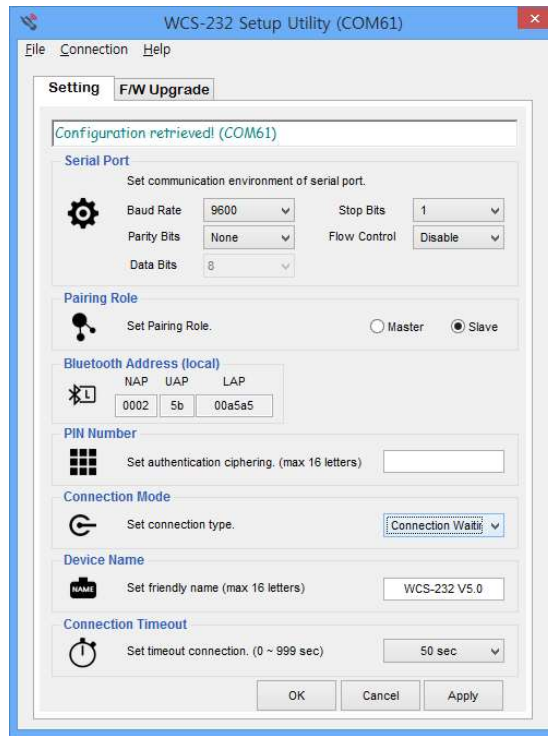 WCS-232 Setup Utility (COM61)
File Connection Help
Setting F/W Upgrade
Configuration retrieved! (COM61)
Serial Port
Set communication environment of serial port.
Baud Rate 9600 Stop Bits 1
Parity Bits None Flow Control Disable
Data Bits 8
Pairing Role
Set Pairing Role. Master Slave
Bluetooth Address (local)
NAP UAP LAP
L 0002 5b 00a5a5
PIN Number
Set authentication ciphering. (max 16 letters)
Connection Mode
Set connection type. Connection Waitin
Device Name
NAME Set friendly name (max 16 letters) WCS-232 V5.0
Connection Timeout
Set timeout connection. (0 ~ 999 sec) 50 sec
OK Cancel Apply